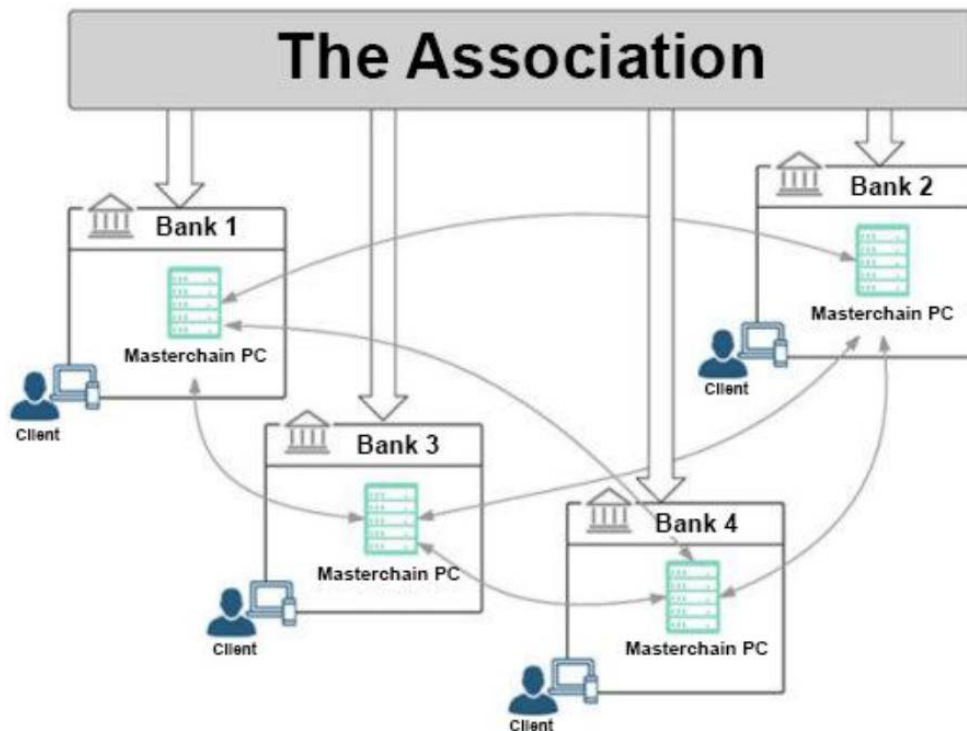 The Association
Bank 1
Masterchain PC
Client
Bank 2
Masterchain PC
Client
Bank 3
Masterchain PC
Client
Bank 4
Masterchain PC
Client